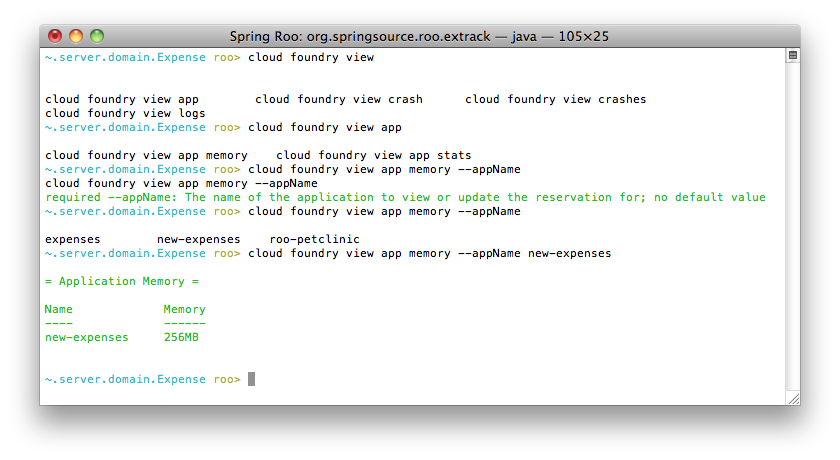 Spring Roo: org.springsource.roo.extrack — java — 105×25
~.server.domain.Expense roo> cloud foundry view
cloud foundry view app        cloud foundry view crash      cloud foundry view crashes
cloud foundry view logs
~.server.domain.Expense roo> cloud foundry view app
cloud foundry view app memory    cloud foundry view app stats
~.server.domain.Expense roo> cloud foundry view app memory --appName
cloud foundry view app memory --appName
required --appName: The name of the application to view or update the reservation for; no default value
~.server.domain.Expense roo> cloud foundry view app memory --appName
expenses        new-expenses    roo-petclinic
~.server.domain.Expense roo> cloud foundry view app memory --appName new-expenses
= Application Memory =
Name             Memory
----             ------
new-expenses     256MB
~.server.domain.Expense roo>